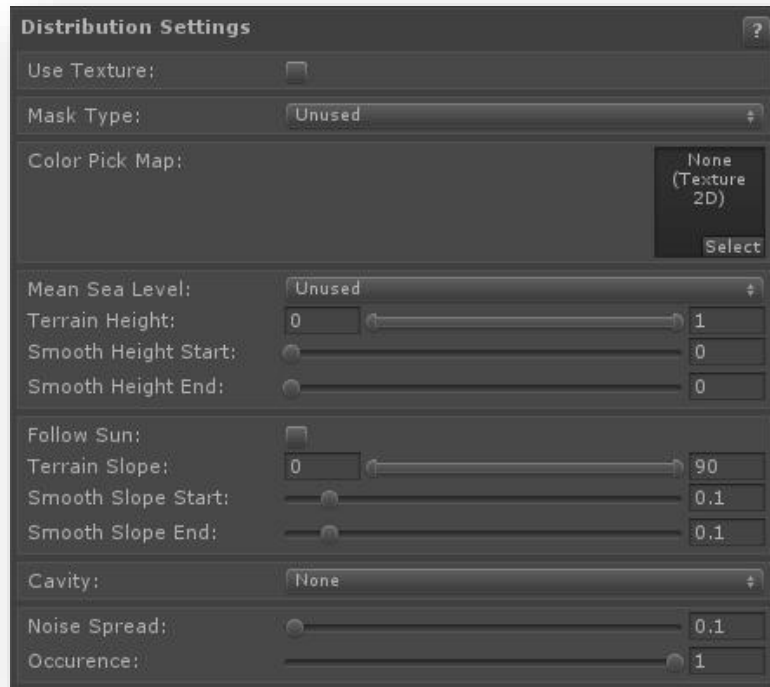 Distribution Settings ?
Use Texture:
Mask Type: Unused
Color Pick Map: None
(Texture
2D)
Select
Mean Sea Level: Unused
Terrain Height: 0 1
Smooth Height Start: 0
Smooth Height End: 0
Follow Sun:
Terrain Slope: 0 90
Smooth Slope Start: 0.1
Smooth Slope End: 0.1
Cavity: None
Noise Spread: 0.1
Occurence: 1